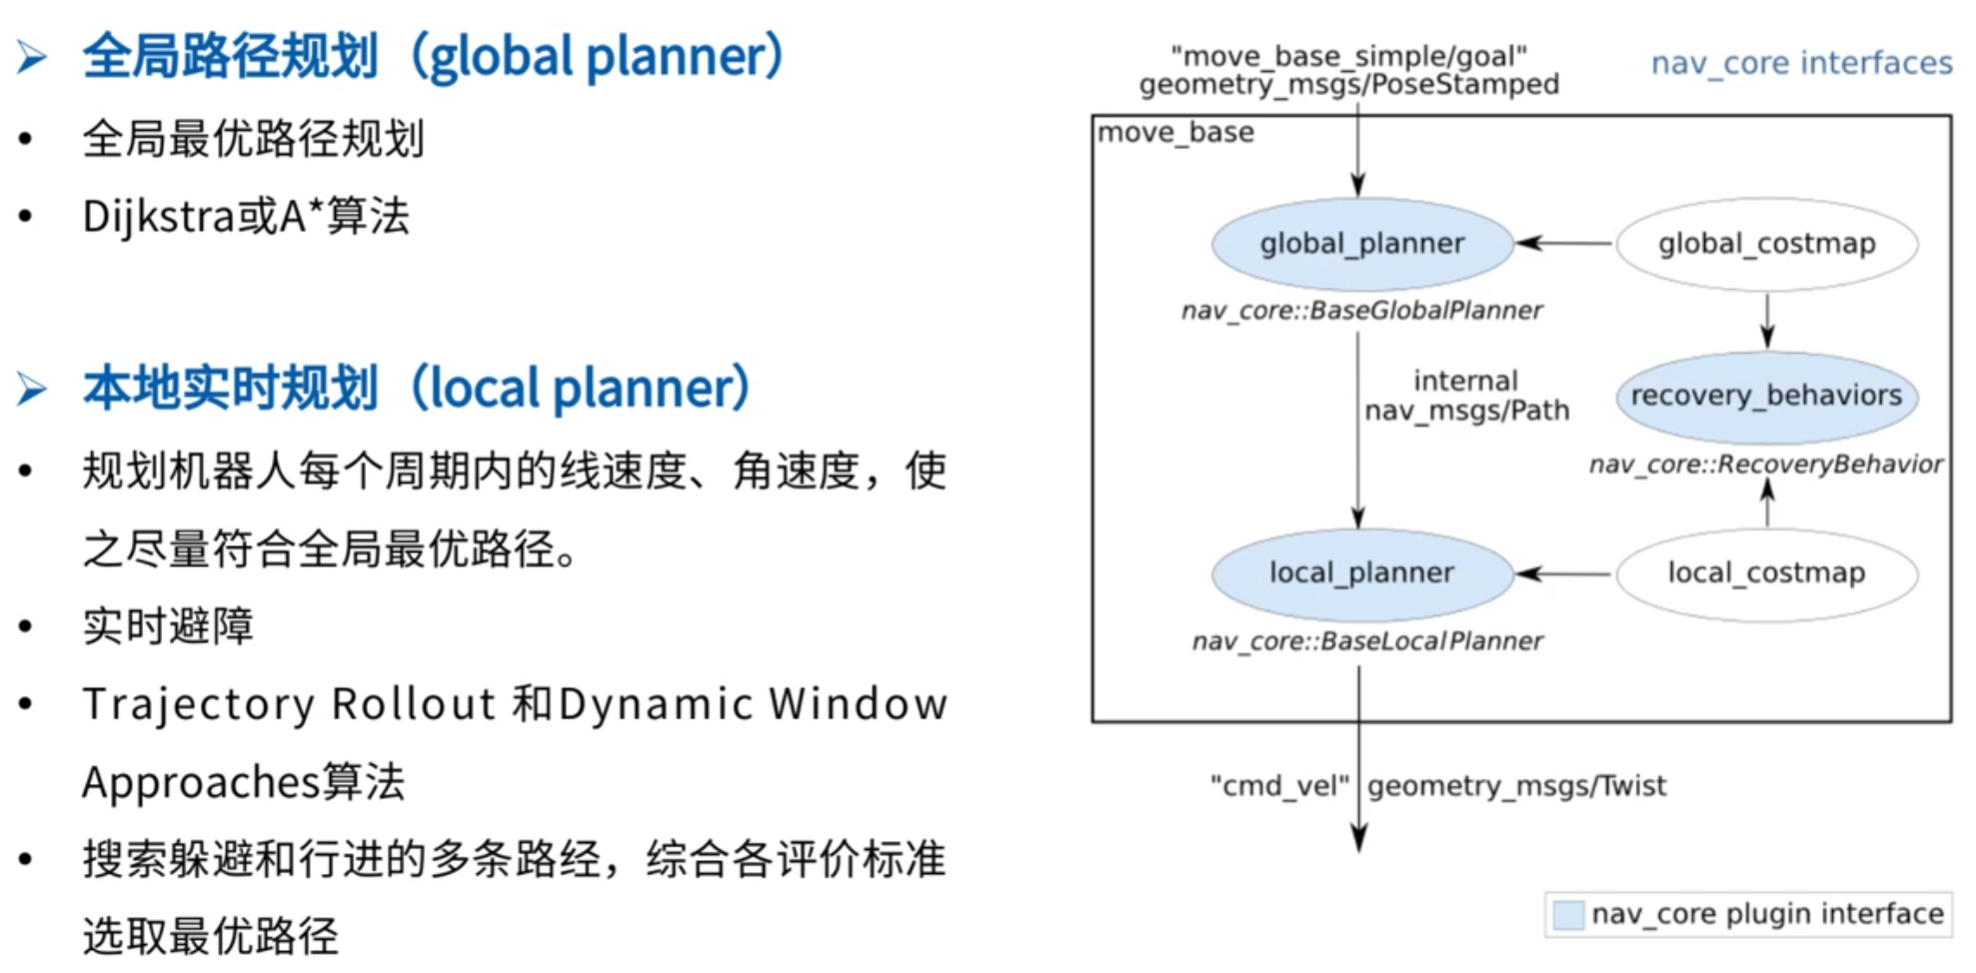 全局路径规划（global planner）
全局最优路径规划
Dijkstra或A*算法
本地实时规划（local planner）
规划机器人每个周期内的线速度、角速度，使
之尽量符合全局最优路径。
实时避障
Trajectory Rollout 和Dynamic Window
Approaches算法
搜索躲避和行进的多条路经，综合各评价标准
选取最优路径
"move_base_simple/goal"
geometry_msgs/PoseStamped
nav_core interfaces
move_base
global_planner
global_costmap
nav_core::BaseGlobalPlanner
internal
nav_msgs/Path
recovery_behaviors
nav_core::RecoveryBehavior
local_planner
local_costmap
nav_core::BaseLocalPlanner
"cmd_vel" geometry_msgs/Twist
nav_core plugin interface